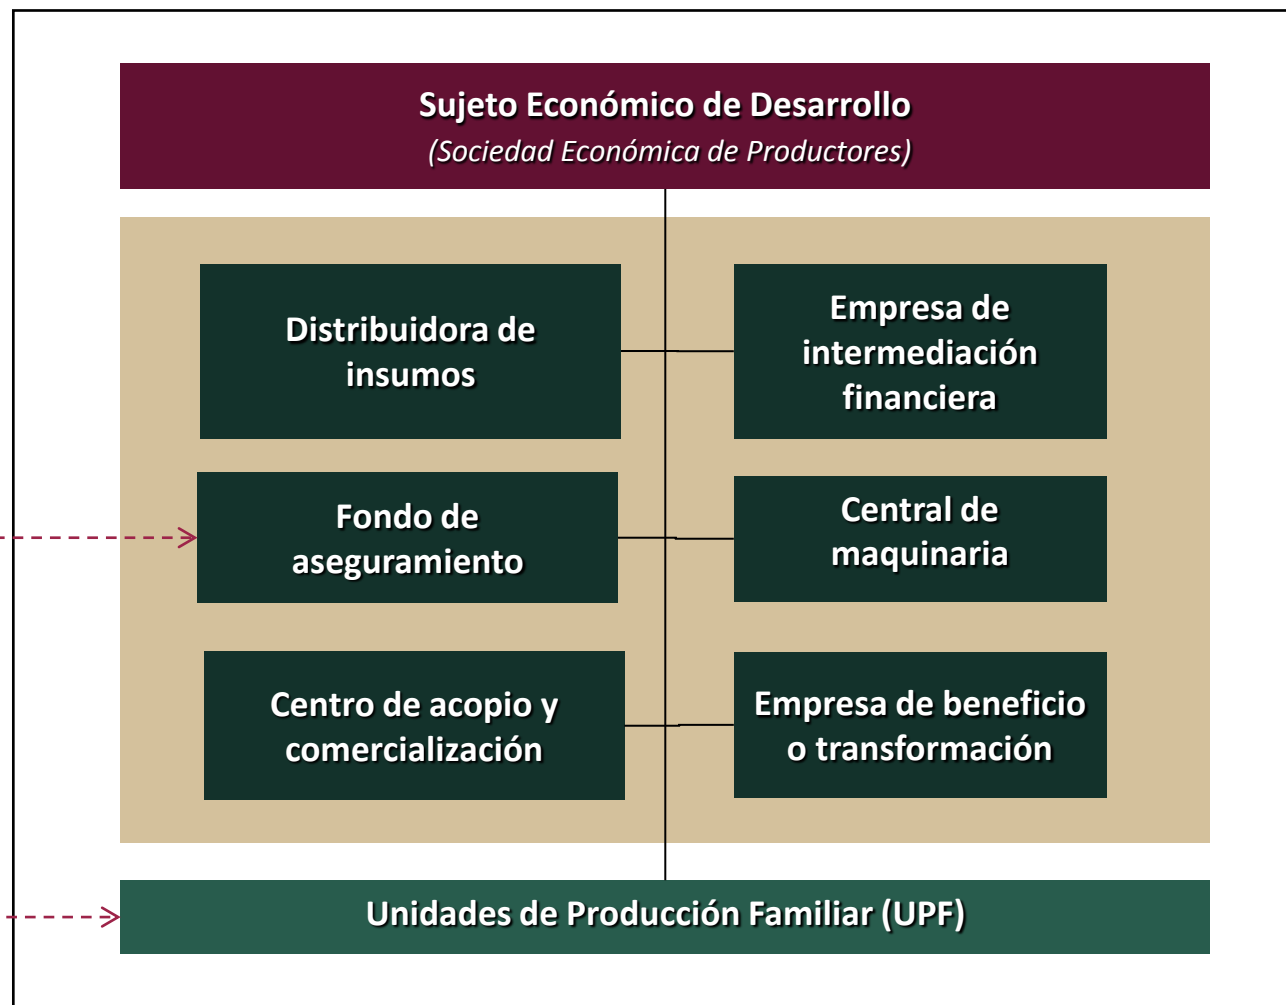 Sujeto Económico de Desarrollo
(Sociedad Económica de Productores)
Distribuidora de
insumos
Empresa de
intermediación
financiera
Fondo de
aseguramiento
Central de
maquinaria
Centro de acopio y
comercialización
Empresa de beneficio
o transformación
Unidades de Producción Familiar (UPF)